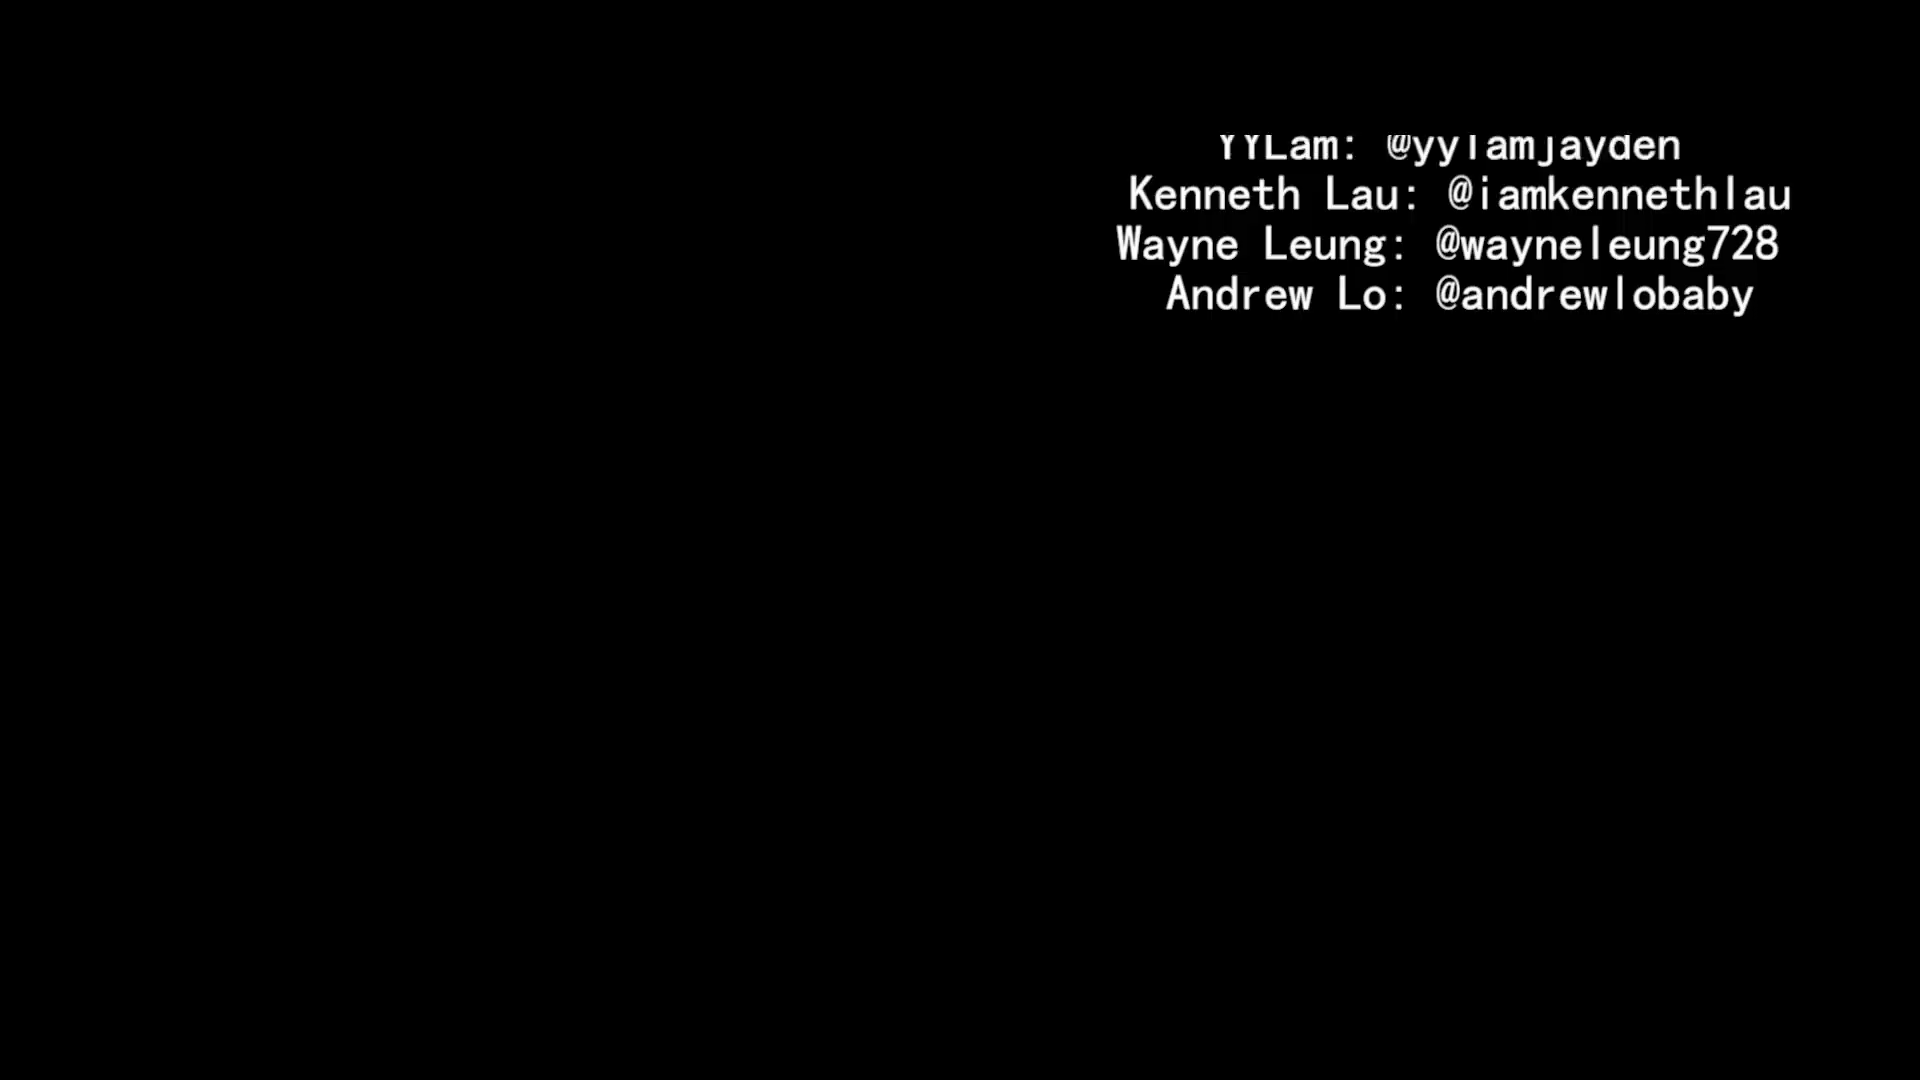 YYLam: @yylamjayden
Kenneth Lau: @iamkennethlau
Wayne Leung: @wayneleung728
Andrew Lo: @andrewlobaby